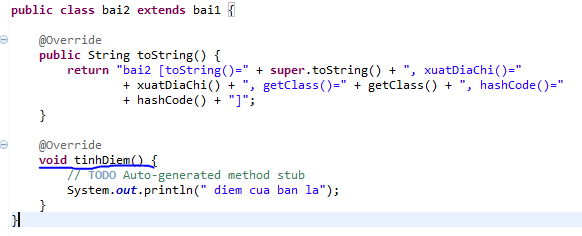 public class bai2 extends bai1 {
@Override
public String toString() {
return "bai2 [toString()=" + super.toString() + ", xuatDiaChi()="
+ xuatDiaChi() + ", getClass()=" + getClass() + ", hashCode()="
+ hashCode() + "]";
}
@Override
void tinhDiem() {
// TODO Auto-generated method stub
System.out.println(" diem cua ban la");
}
}